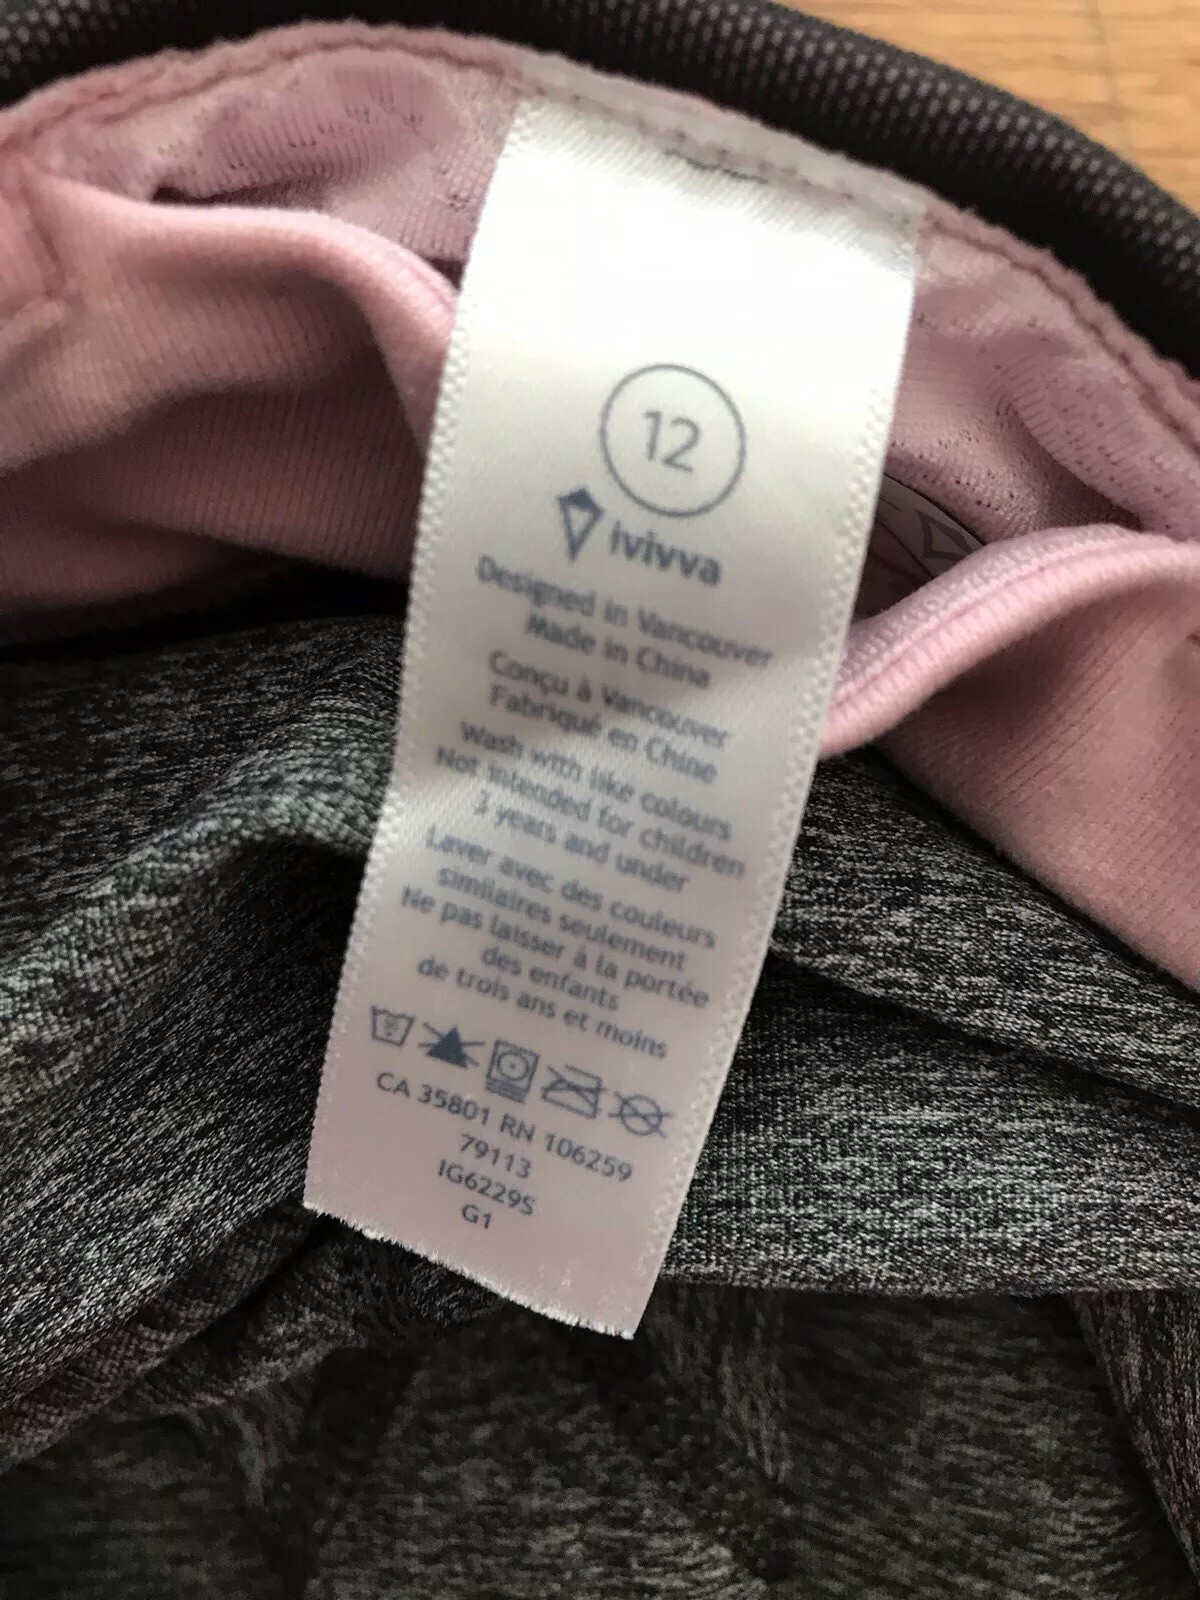 12
ivivva
Designed in Vancouver
Made in China
Conçu à Vancouver
Fabriqué en Chine
Wash with like colours
Not intended for children
3 years and under
Laver avec des couleurs
similaires seulement
Ne pas laisser à la portée
des enfants
de trois ans et moins
CA 35801 RN 106259
79113
IG6229S
G1